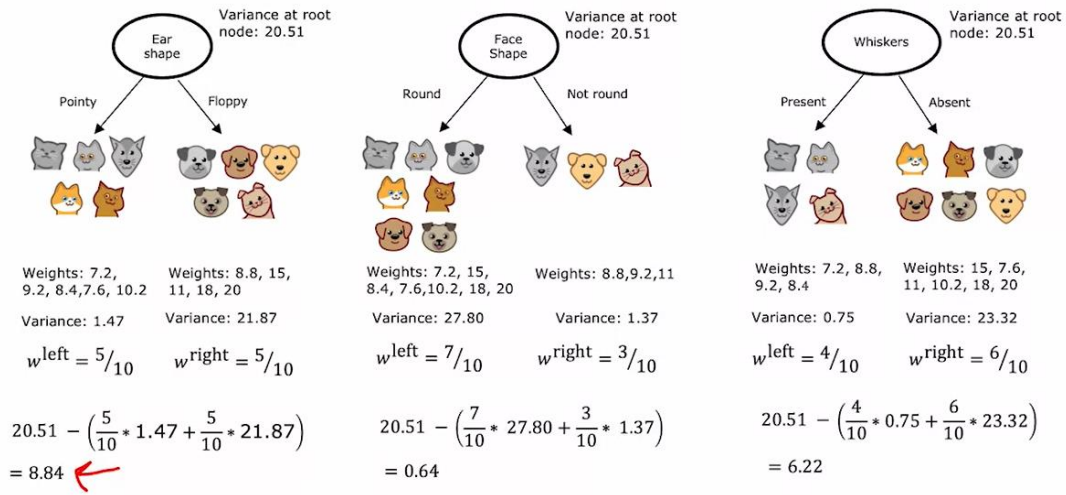 Ear
shape
Variance at root
node: 20.51
Pointy
Floppy
Weights: 7.2,
9.2, 8.4,7.6, 10.2
Weights: 8.8, 15,
11, 18, 20
Variance: 1.47
Variance: 21.87
w^left = 5/10
w^right = 5/10
20.51 − (5/10 * 1.47 + 5/10 * 21.87)
= 8.84
Face
Shape
Variance at root
node: 20.51
Round
Not round
Weights: 7.2, 15,
8.4, 7.6,10.2, 18, 20
Weights: 8.8,9.2,11
Variance: 27.80
Variance: 1.37
w^left = 7/10
w^right = 3/10
20.51 − (7/10 * 27.80 + 3/10 * 1.37)
= 0.64
Whiskers
Variance at root
node: 20.51
Present
Absent
Weights: 7.2, 8.8,
9.2, 8.4
Weights: 15, 7.6,
11, 10.2, 18, 20
Variance: 0.75
Variance: 23.32
w^left = 4/10
w^right = 6/10
20.51 − (4/10 * 0.75 + 6/10 * 23.32)
= 6.22